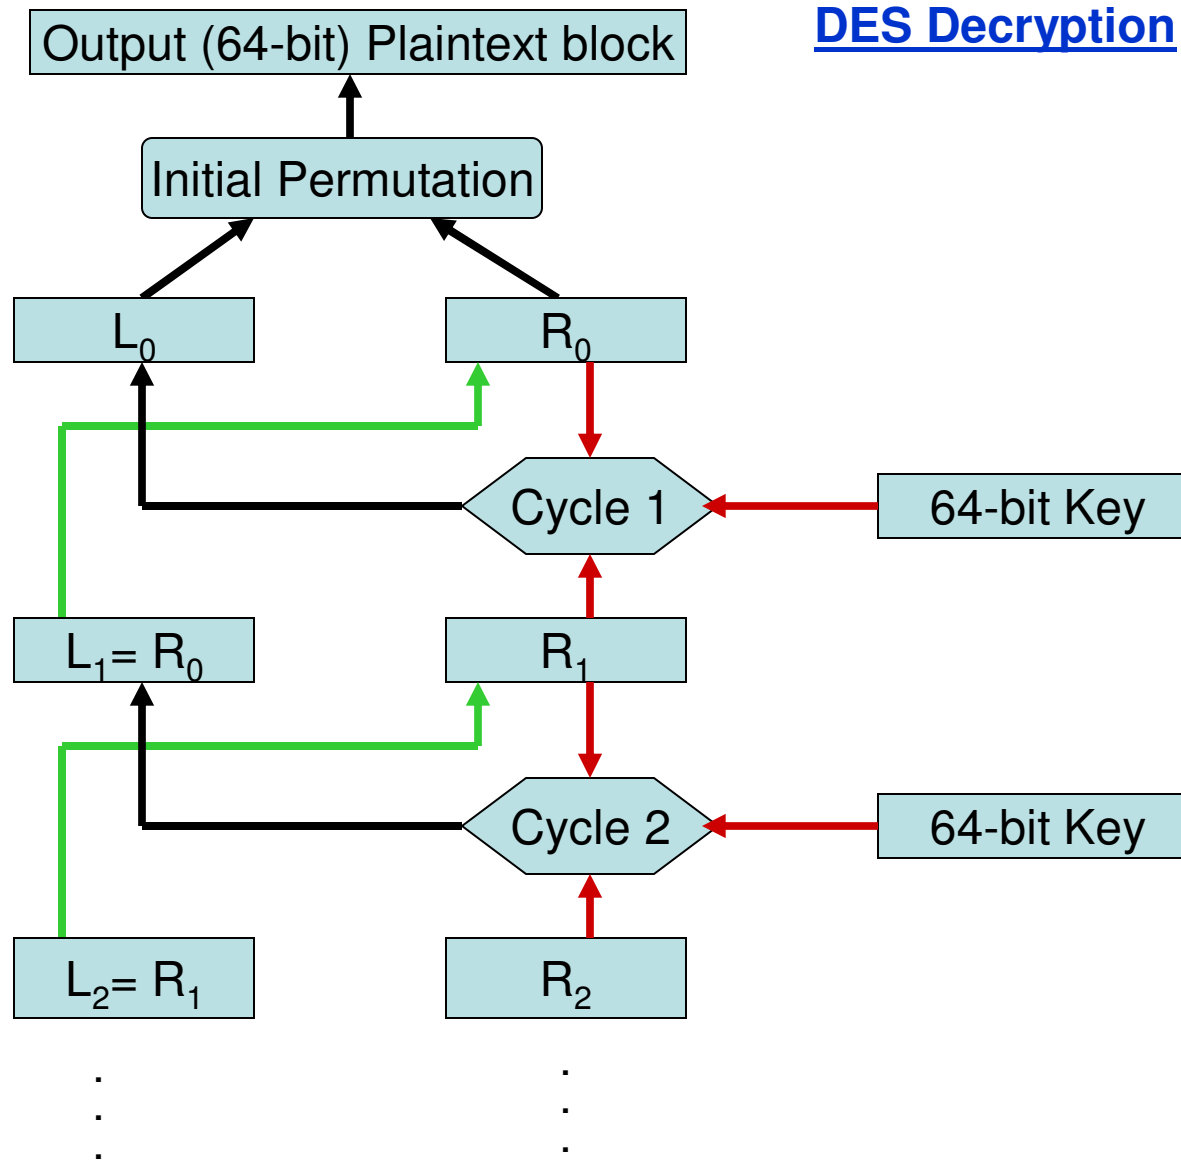 DES Decryption
Output (64-bit) Plaintext block
Initial Permutation
L₀
R₀
Cycle 1
64-bit Key
L₁= R₀
R₁
Cycle 2
64-bit Key
L₂= R₁
R₂
.
.
.
.
.
.